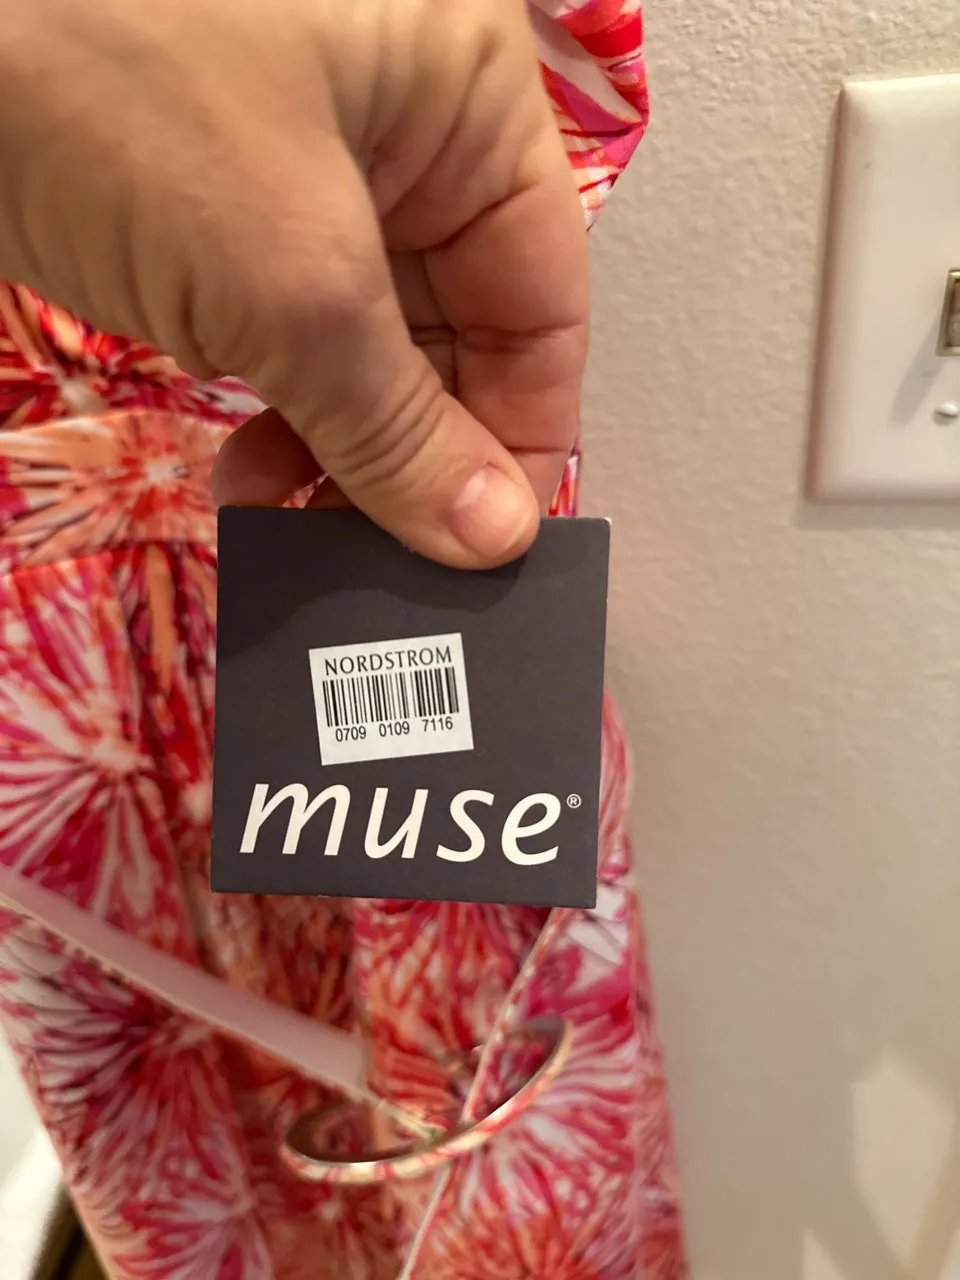 NORDSTROM
0709 0109 7116
muse®